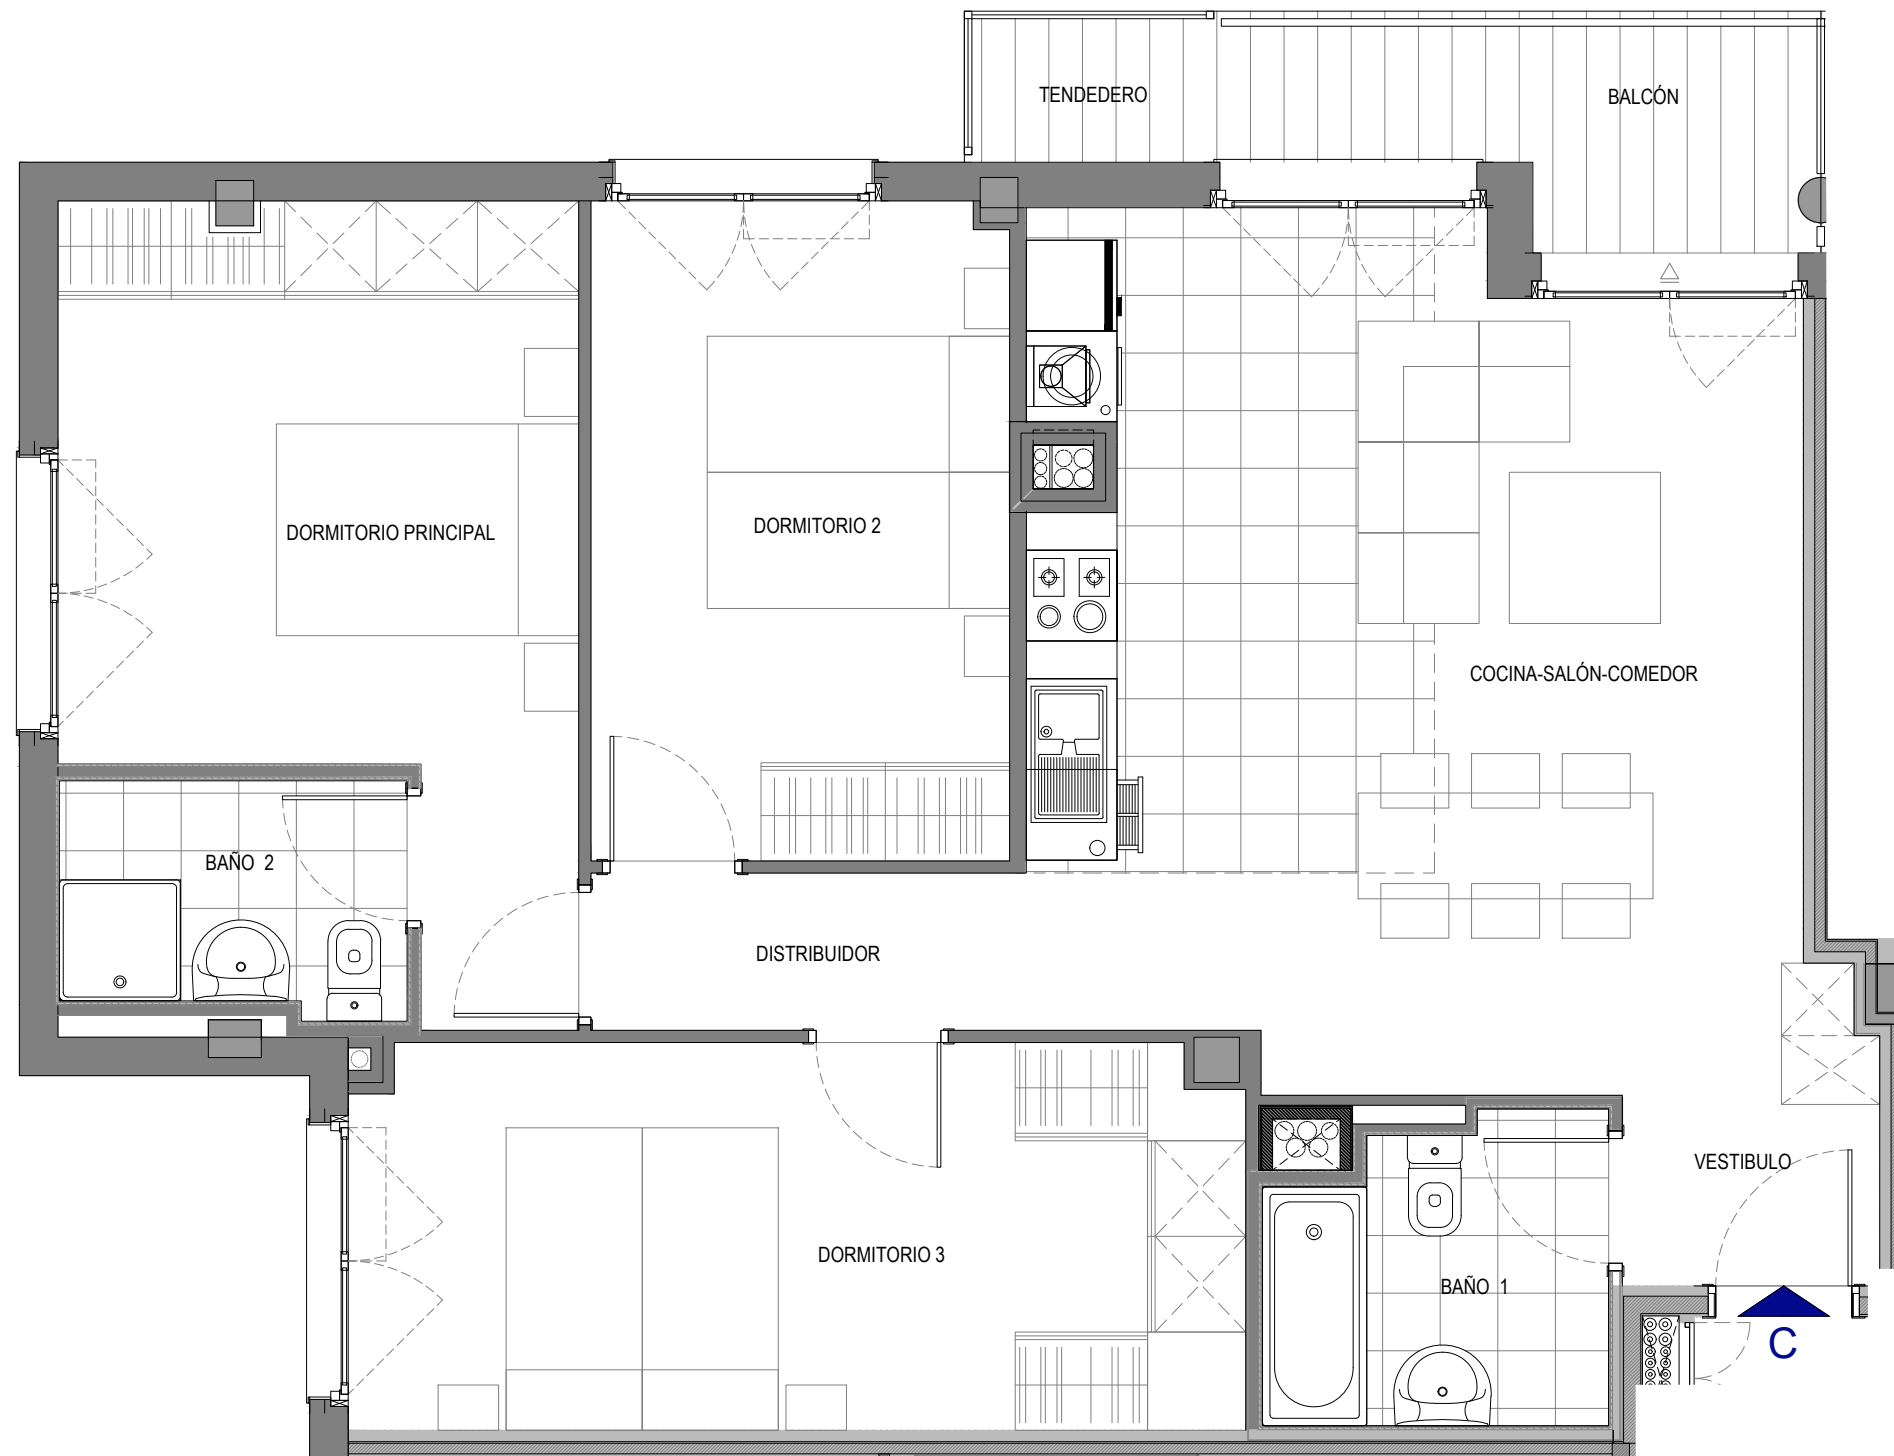 TENDEDERO
BALCÓN
DORMITORIO PRINCIPAL
DORMITORIO 2
COCINA-SALÓN-COMEDOR
BAÑO 2
DISTRIBUIDOR
VESTIBULO
DORMITORIO 3
BAÑO 1
C